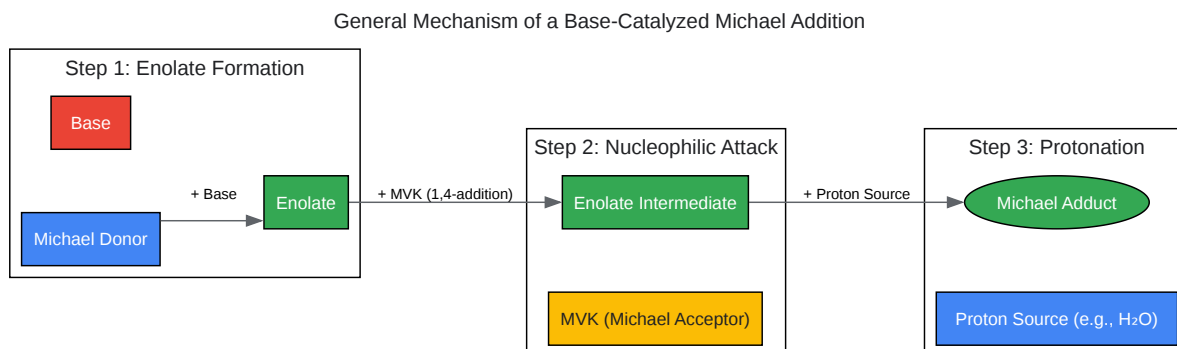 General Mechanism of a Base-Catalyzed Michael Addition
Step 1: Enolate Formation
Base
Michael Donor
+ Base
Enolate
+ MVK (1,4-addition)
Step 2: Nucleophilic Attack
Enolate Intermediate
MVK (Michael Acceptor)
+ Proton Source
Step 3: Protonation
Michael Adduct
Proton Source (e.g., H₂O)